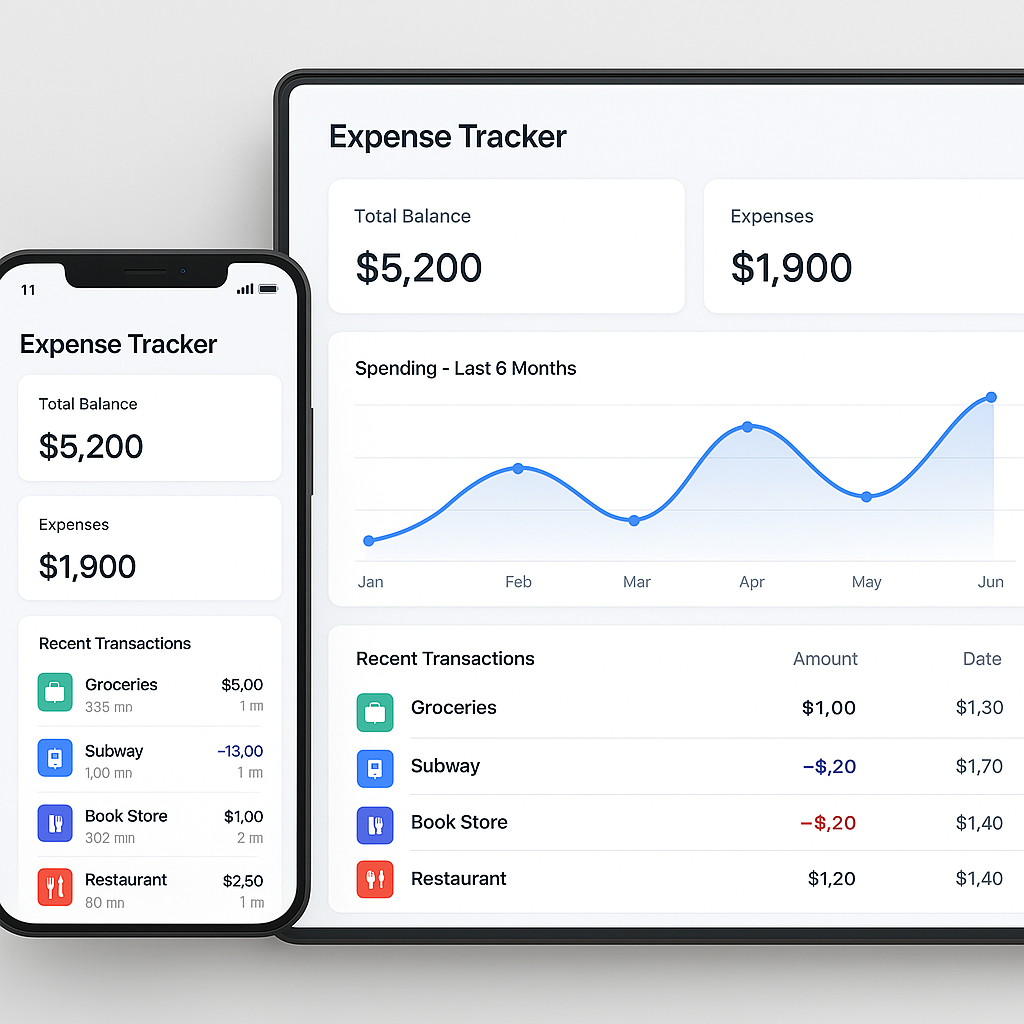 Expense Tracker
Total Balance
$5,200
Expenses
$1,900
Spending - Last 6 Months
Jan Feb Mar Apr May Jun
Recent Transactions Amount Date
Groceries $1,00 $1,30
Subway –$,20 $1,70
Book Store –$,20 $1,40
Restaurant $1,20 $1,40
11
Expense Tracker
Total Balance
$5,200
Expenses
$1,900
Recent Transactions
Groceries $5,00
335 mn 1 m
Subway –13,00
1,00 mn 1 m
Book Store $1,00
302 min 2 m
Restaurant $2,50
80 mn 1 m